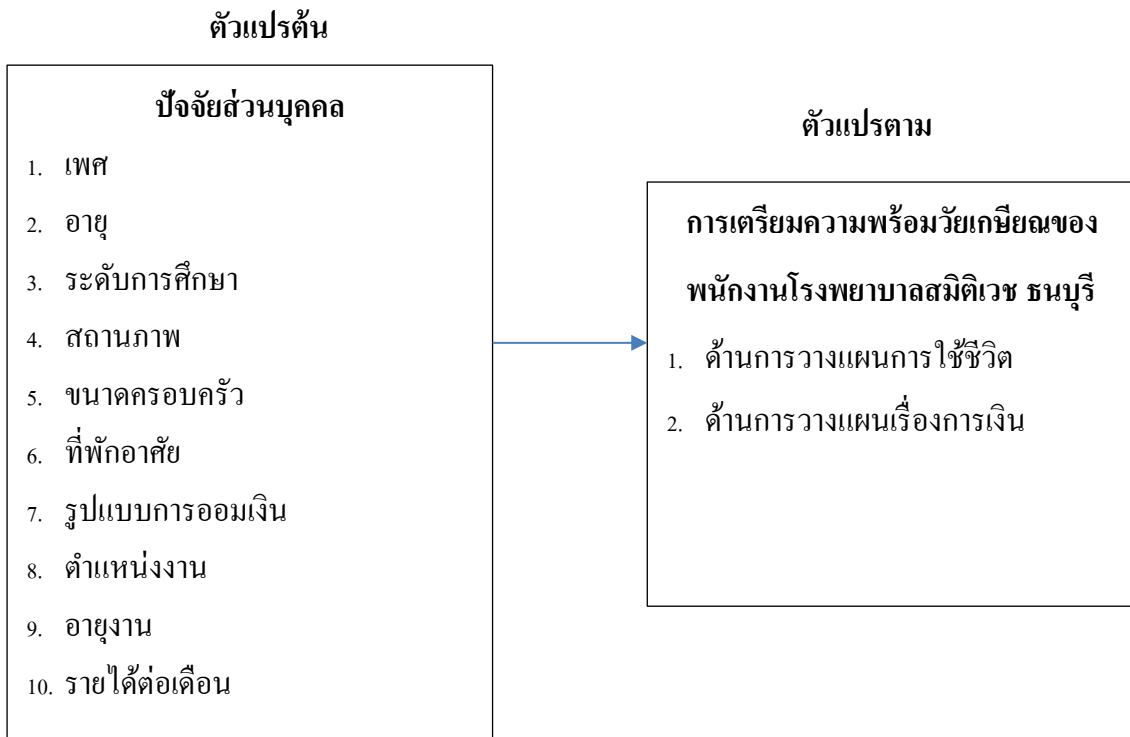 ตัวแปรต้น
ปัจจัยส่วนบุคคล
1. เพศ
2. อายุ
3. ระดับการศึกษา
4. สถานภาพ
5. ขนาดครอบครัว
6. ที่พักอาศัย
7. รูปแบบการออมเงิน
8. ตำแหน่งงาน
9. อายุงาน
10. รายได้ต่อเดือน
ตัวแปรตาม
การเตรียมความพร้อมวัยเกษียณของ
พนักงานโรงพยาบาลสมิติเวช ธนบุรี
1. ด้านการวางแผนการใช้ชีวิต
2. ด้านการวางแผนเรื่องการเงิน